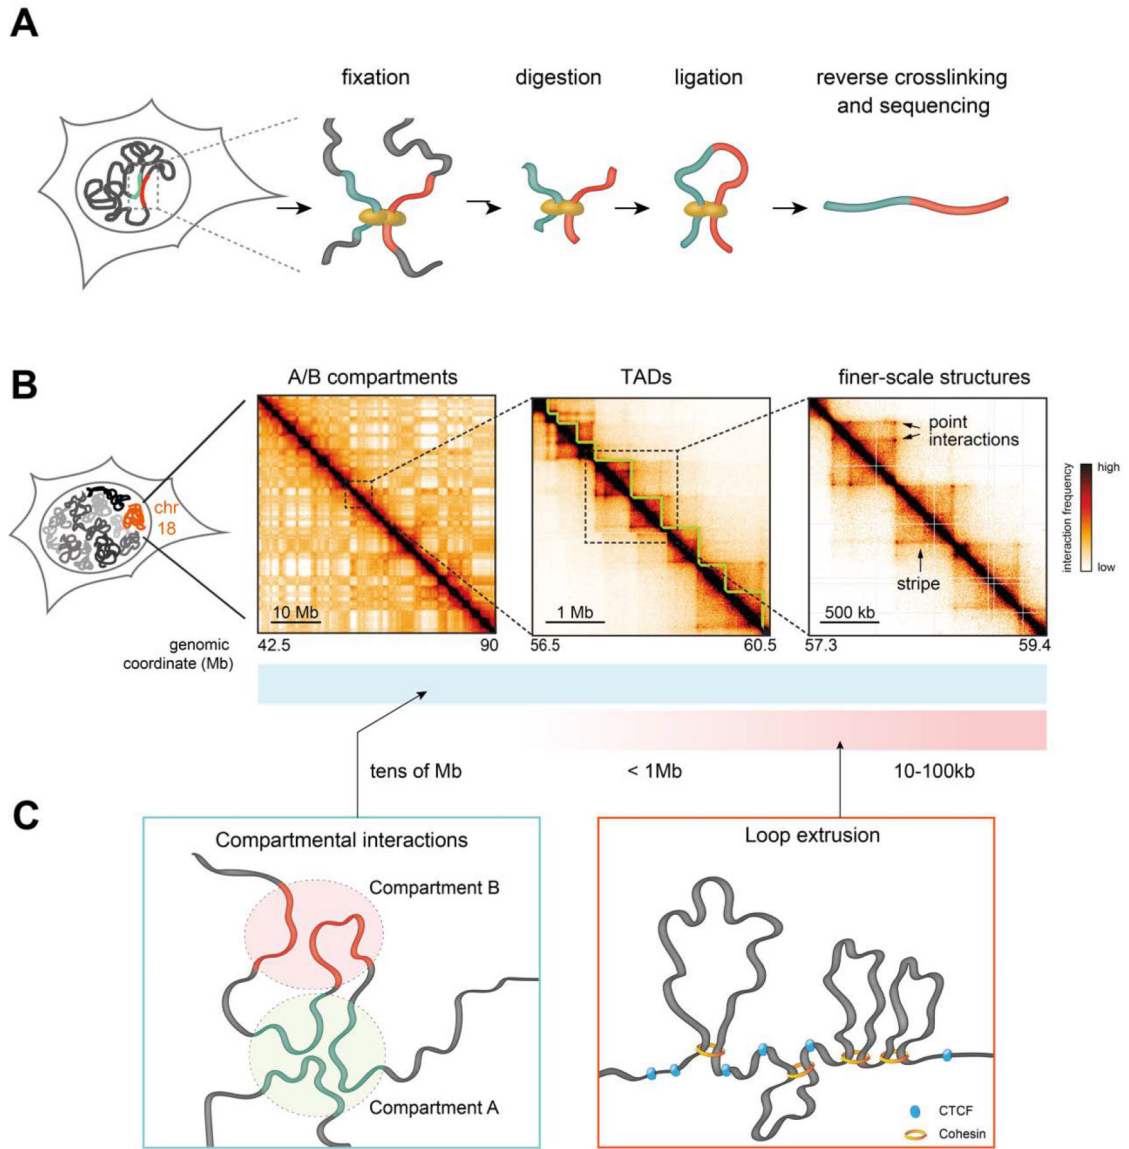 A
fixation
digestion
ligation
reverse crosslinking
and sequencing
B
A/B compartments
TADs
finer-scale structures
chr
18
point
interactions
stripe
interaction frequency
high
low
10 Mb
1 Mb
500 kb
genomic
coordinate (Mb)
42.5
90
56.5
60.5
57.3
59.4
tens of Mb
< 1Mb
10-100kb
C
Compartmental interactions
Compartment B
Compartment A
Loop extrusion
CTCF
Cohesin